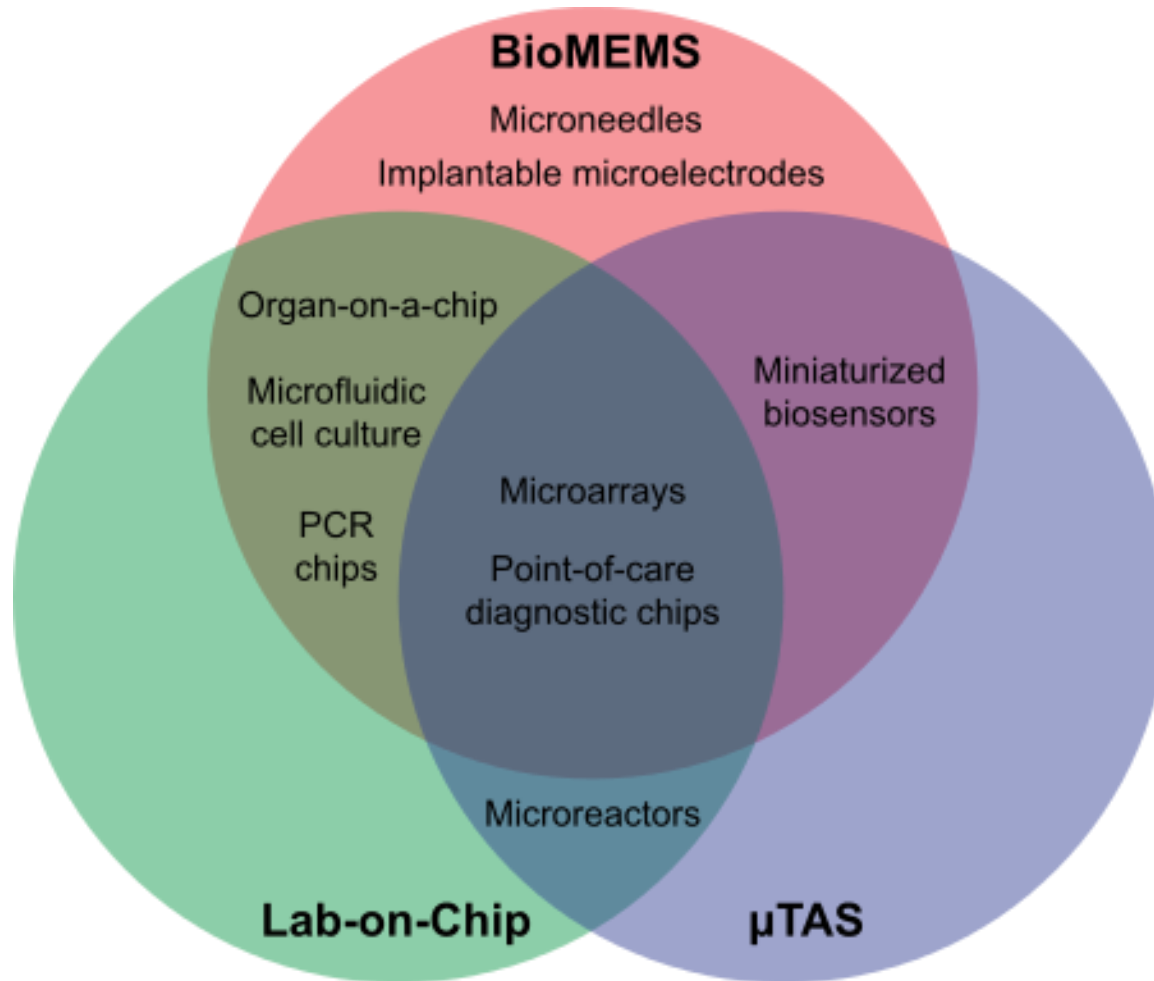 BioMEMS
Microneedles
Implantable microelectrodes
Organ-on-a-chip
Microfluidic
cell culture
PCR
chips
Miniaturized
biosensors
Microarrays
Point-of-care
diagnostic chips
Microreactors
Lab-on-Chip
µTAS